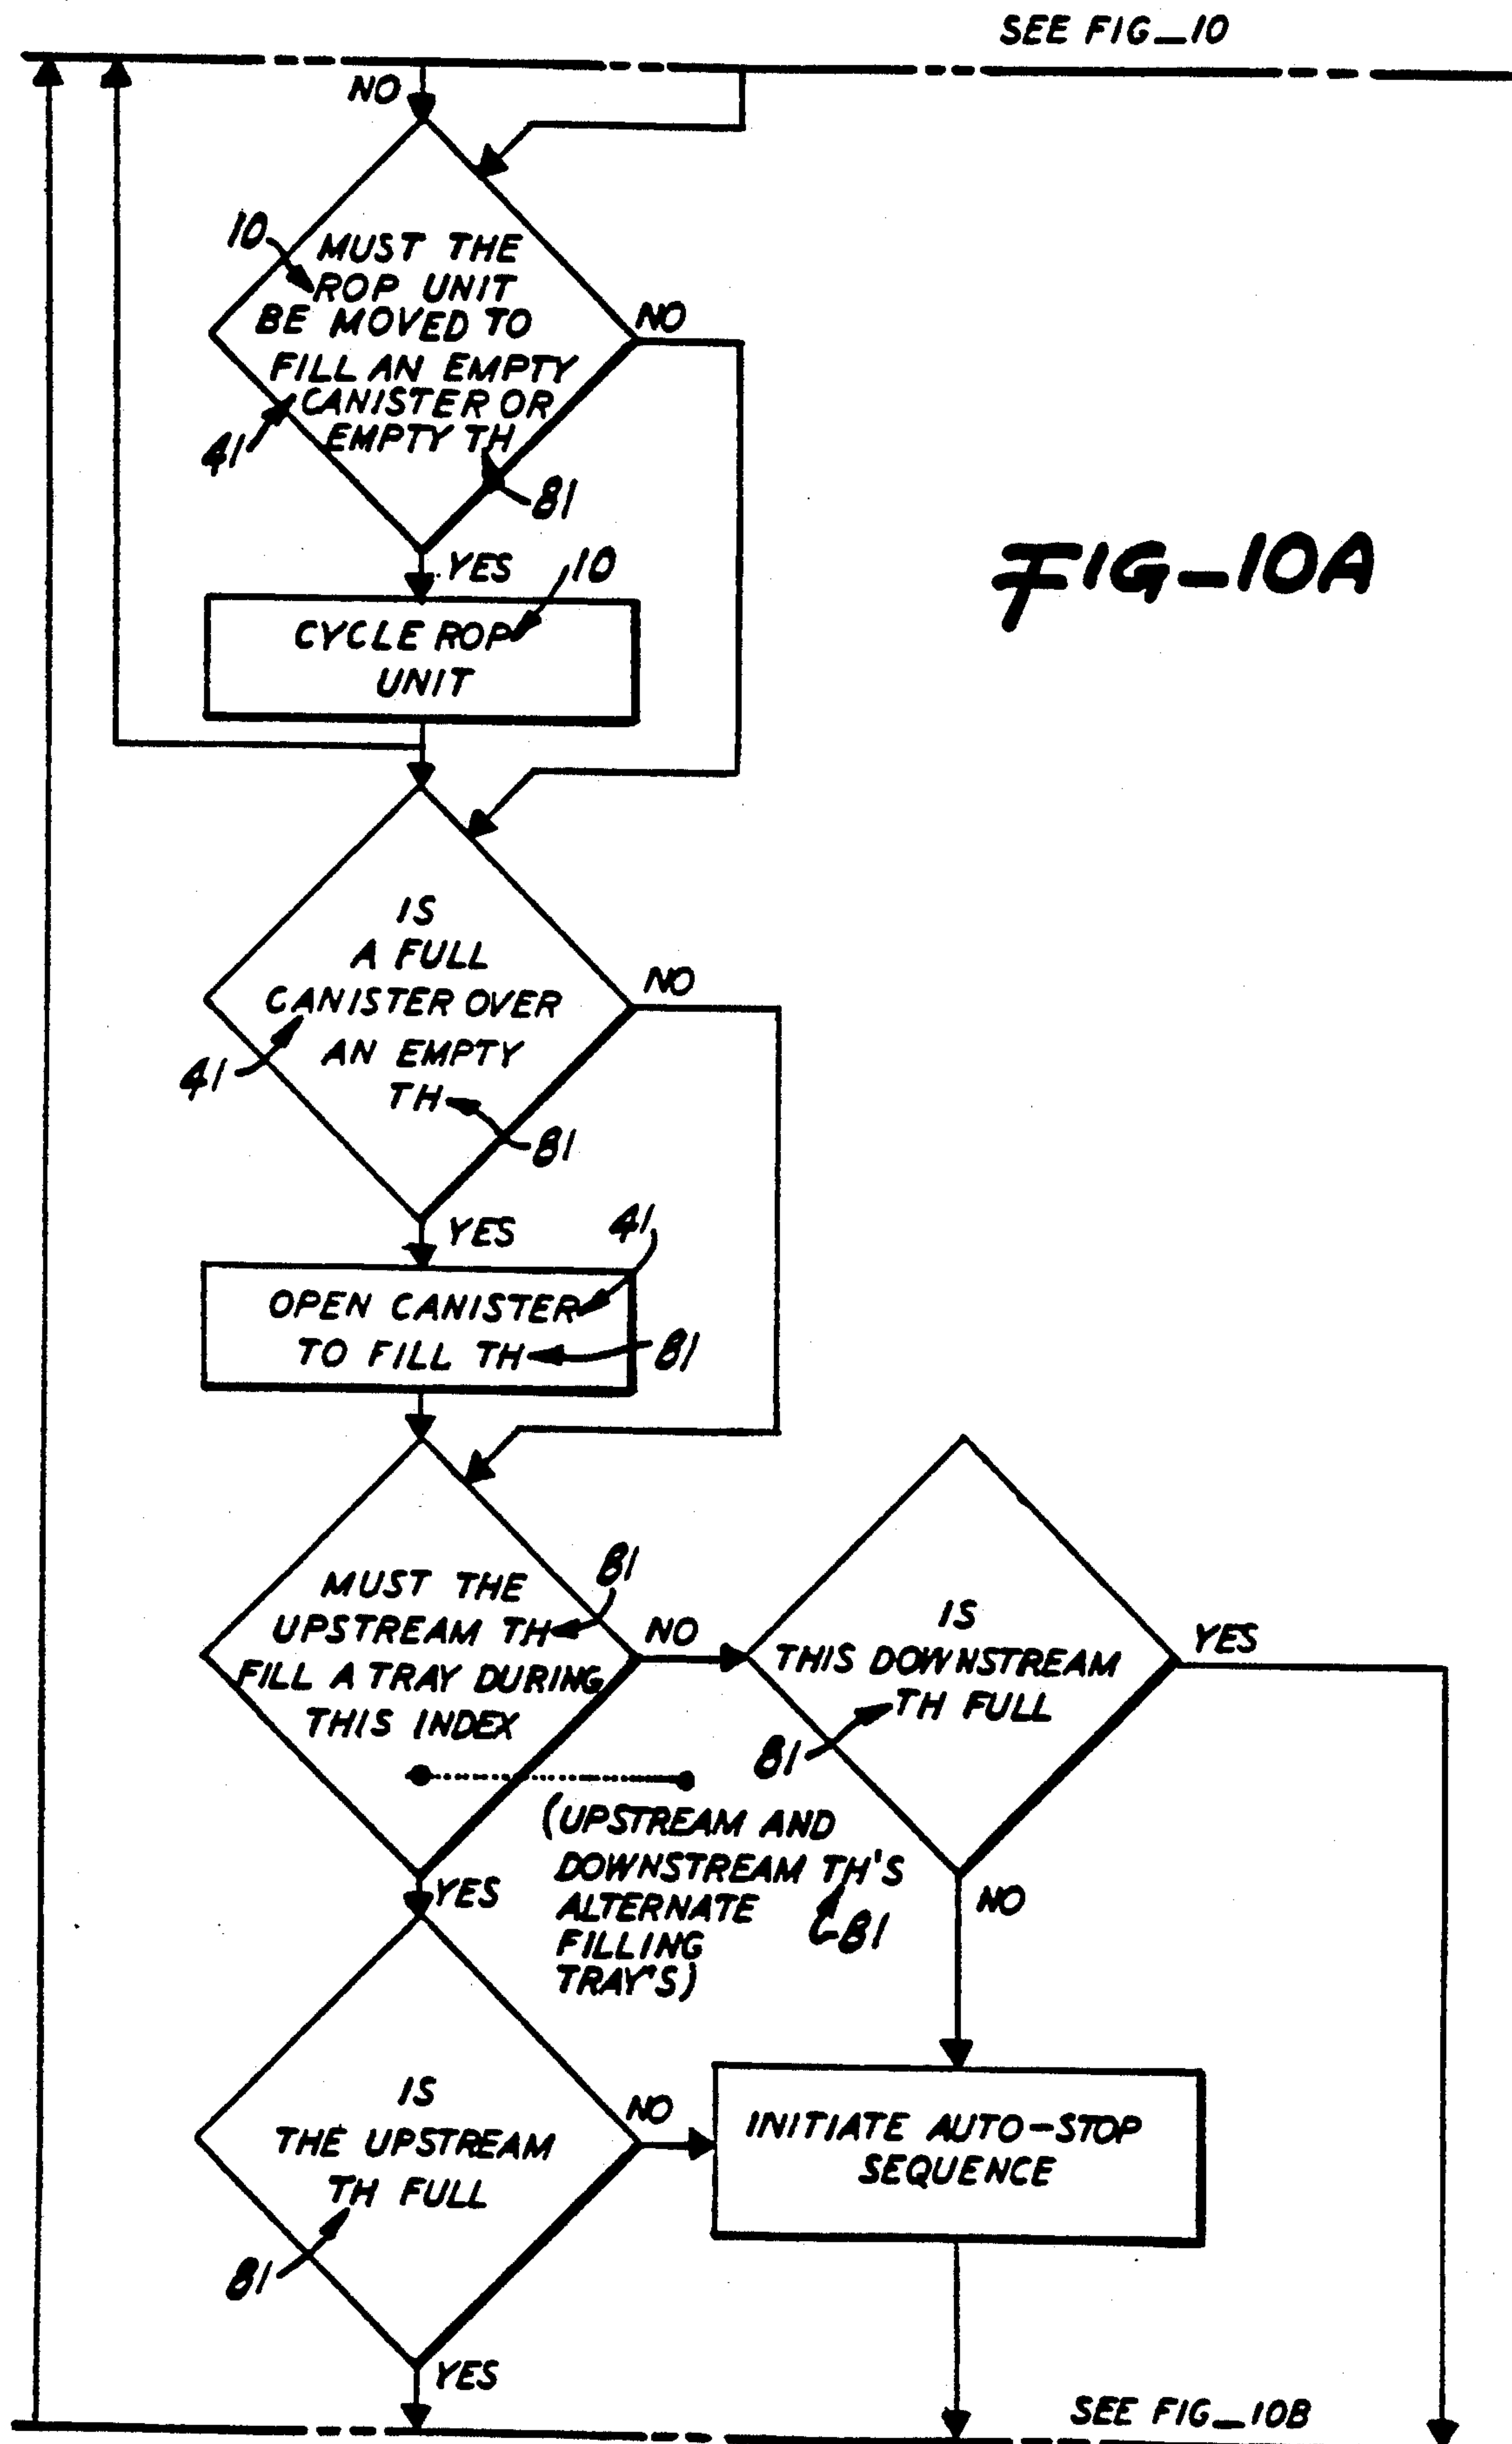 SEE FIG_10
NO
10
MUST THE
ROP UNIT
BE MOVED TO
FILL AN EMPTY
CANISTER OR
EMPTY TH
NO
41
81
YES
10
FIG_10A
CYCLE ROP
UNIT
IS
A FULL
CANISTER OVER
AN EMPTY
TH
NO
41
81
YES
41
OPEN CANISTER
TO FILL TH
81
MUST THE
UPSTREAM TH
FILL A TRAY DURING
THIS INDEX
81
NO
IS
THIS DOWNSTREAM
TH FULL
YES
81
(UPSTREAM AND
DOWNSTREAM TH'S
ALTERNATE
FILLING
TRAY'S)
81
YES
NO
IS
THE UPSTREAM
TH FULL
NO
81
INITIATE AUTO-STOP
SEQUENCE
YES
SEE FIG_10B